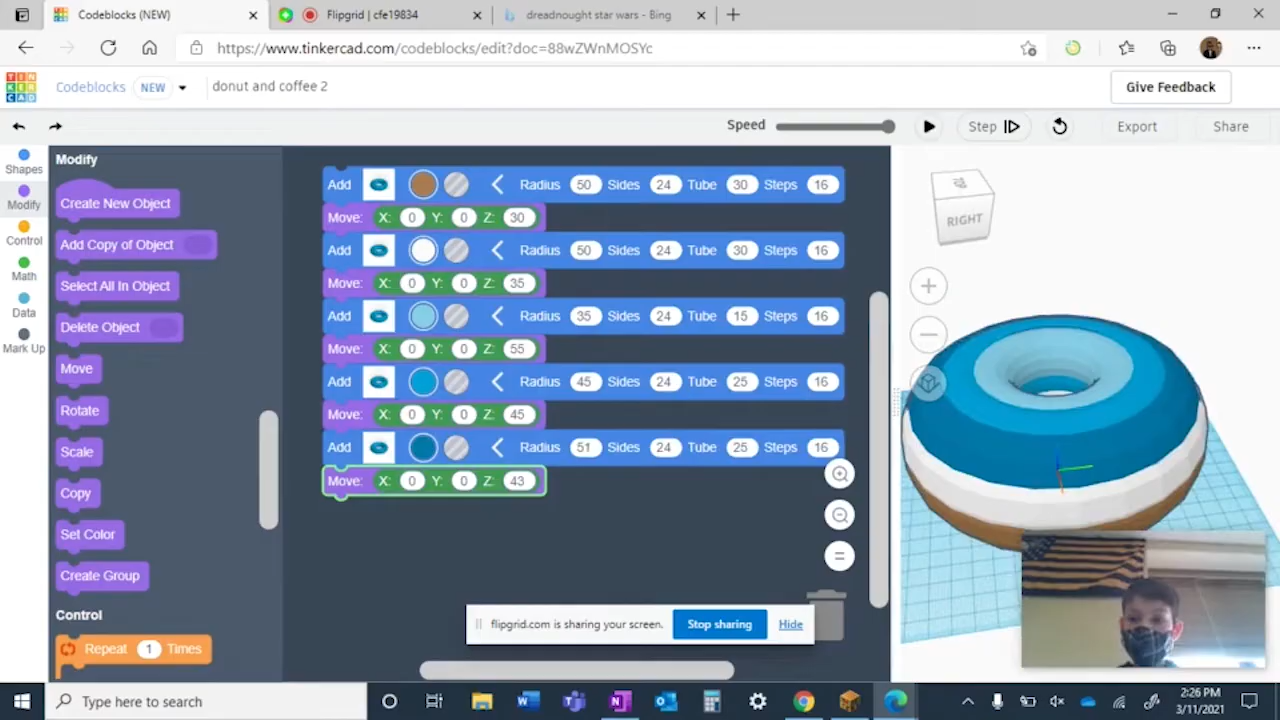 Codeblocks (NEW)
Flipgrid | cfe19834
dreadnought star wars - Bing
https://www.tinkercad.com/codeblocks/edit?doc=88wZWnMOSYc
TIN
KER
CAD
Codeblocks NEW
donut and coffee 2
Give Feedback
Speed
Step
Export
Share
Shapes
Modify
Control
Math
Data
Mark Up
Modify
Create New Object
Add Copy of Object
Select All In Object
Delete Object
Move
Rotate
Scale
Copy
Set Color
Create Group
Control
Repeat 1 Times
Add Radius 50 Sides 24 Tube 30 Steps 16
Move: X: 0 Y: 0 Z: 30
Add Radius 50 Sides 24 Tube 30 Steps 16
Move: X: 0 Y: 0 Z: 35
Add Radius 35 Sides 24 Tube 15 Steps 16
Move: X: 0 Y: 0 Z: 55
Add Radius 45 Sides 24 Tube 25 Steps 16
Move: X: 0 Y: 0 Z: 45
Add Radius 51 Sides 24 Tube 25 Steps 16
Move: X: 0 Y: 0 Z: 43
RIGHT
flipgrid.com is sharing your screen. Stop sharing Hide
Type here to search
2:26 PM
3/11/2021